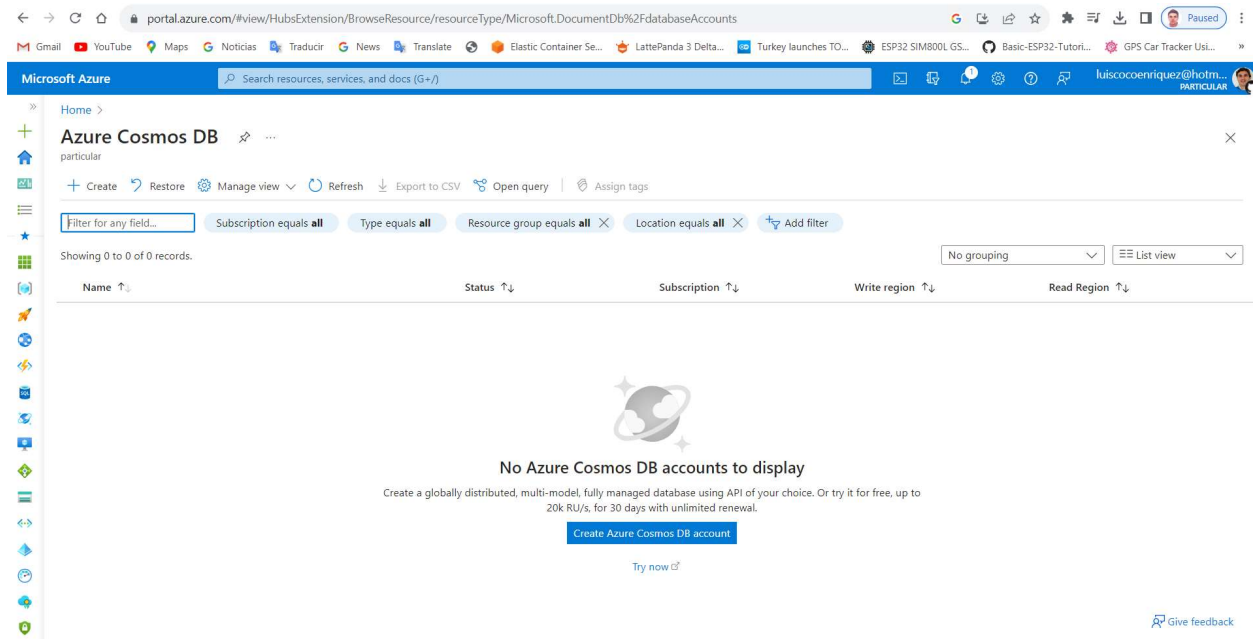 portal.azure.com/#view/HubsExtension/BrowseResource/resourceType/Microsoft.DocumentDb%2FdatabaseAccounts
Paused
Gmail YouTube Maps Noticias Traducir News Translate Elastic Container Se... LattePanda 3 Delta... Turkey launches TO... ESP32 SIM800L GS... Basic-ESP32-Tutori... GPS Car Tracker Usi... »
Microsoft Azure Search resources, services, and docs (G+/) 1 luiscocoenriquez@hotm...
PARTICULAR
» Home >
Azure Cosmos DB ...
particular
+ Create Restore Manage view Refresh Export to CSV Open query Assign tags
Filter for any field... Subscription equals all Type equals all Resource group equals all Location equals all Add filter
Showing 0 to 0 of 0 records. No grouping List view
Name ↑↓ Status ↑↓ Subscription ↑↓ Write region ↑↓ Read Region ↑↓
SQL
No Azure Cosmos DB accounts to display
Create a globally distributed, multi-model, fully managed database using API of your choice. Or try it for free, up to
20k RU/s, for 30 days with unlimited renewal.
Create Azure Cosmos DB account
Try now
Give feedback